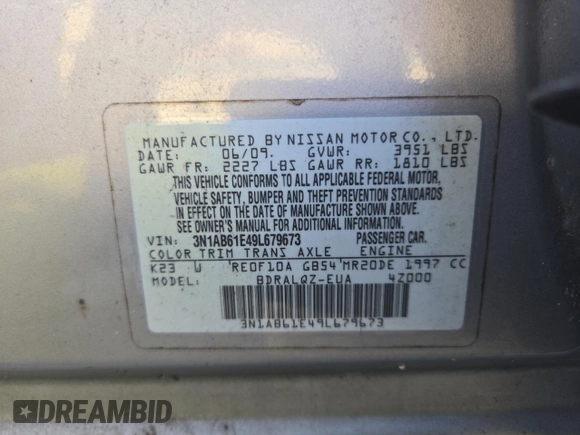 MANUFACTURED BY NISSAN MOTOR CO., LTD.
DATE: 06/09. GVWR: 3951 LBS
GAWR FR: 2227 LBS GAWR RR: 1810 LBS
THIS VEHICLE CONFORMS TO ALL APPLICABLE FEDERAL MOTOR,
VEHICLE SAFETY, BUMPER AND THEFT PREVENTION STANDARDS
IN EFFECT ON THE DATE OF MANUFACTURE SHOWN ABOVE.
SEE OWNER'S MANUAL FOR ADDITIONAL INFORMATION.
VIN: 3N1AB61E49L679673 PASSENGER CAR.
COLOR TRIM TRANS AXLE ENGINE
K23 W RE0F10A GB54 MR20DE 1997 CC
MODEL: BDRALQZ-EUA 4Z000
3N1AB61E49L679673
DREAMBID